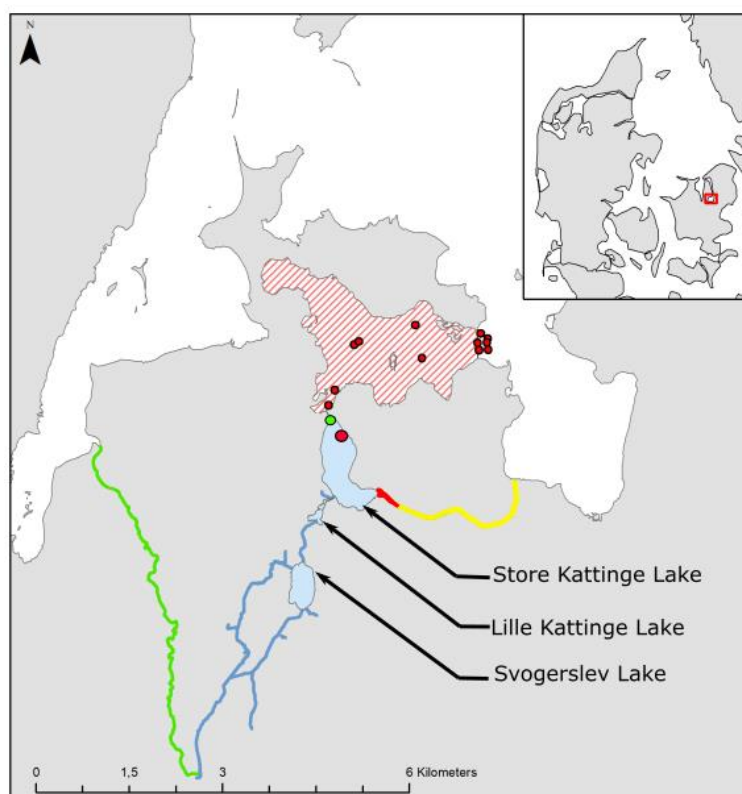 N
Store Kattinge Lake
Lille Kattinge Lake
Svogerslev Lake
0 1,5 3 6 Kilometers